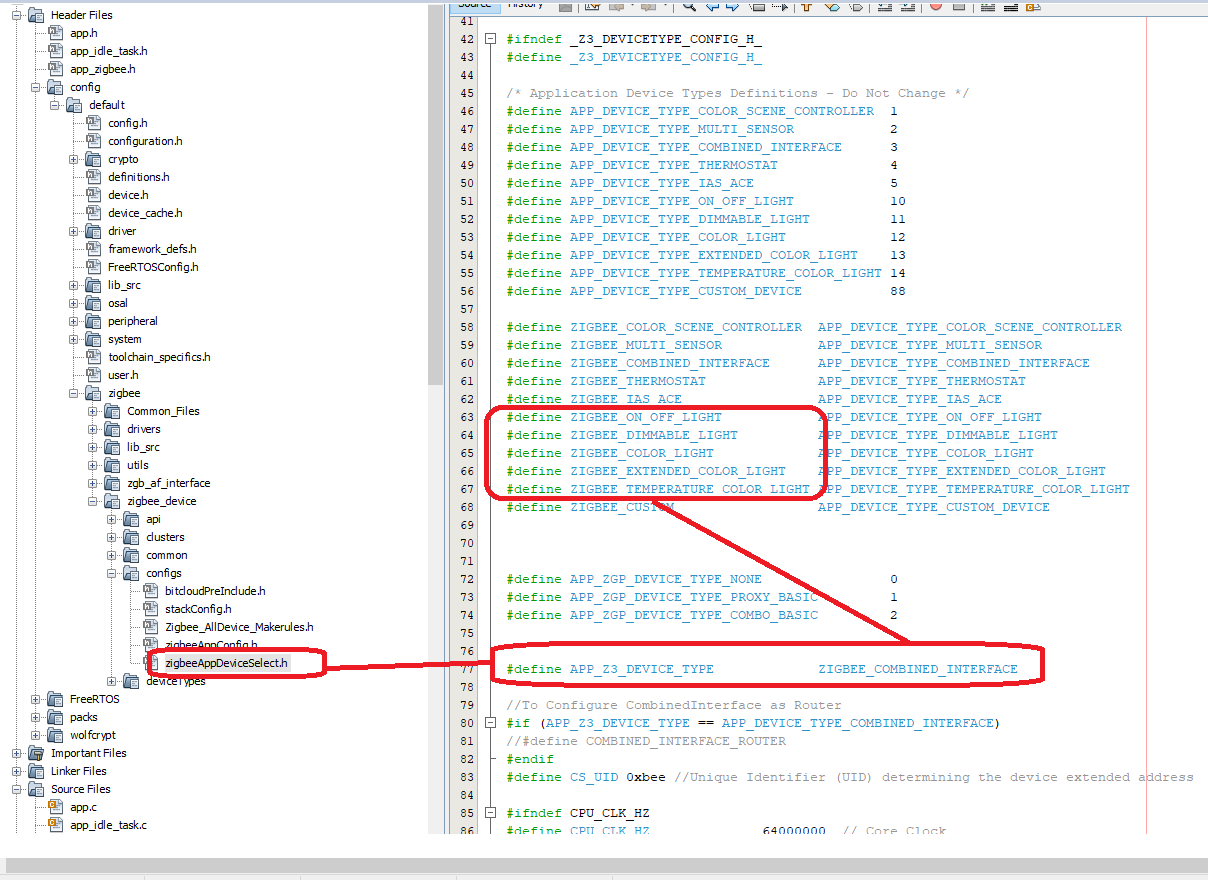 Source History
Header Files
app.h
app_idle_task.h
app_zigbee.h
config
default
config.h
configuration.h
crypto
definitions.h
device.h
device_cache.h
driver
framework_defs.h
FreeRTOSConfig.h
lib_src
osal
peripheral
system
toolchain_specifics.h
user.h
zigbee
Common_Files
drivers
lib_src
utils
zgb_af_interface
zigbee_device
api
clusters
common
configs
bitcloudPreInclude.h
stackConfig.h
Zigbee_AllDevice_Makerules.h
zigbeeAppConfig.h
zigbeeAppDeviceSelect.h
deviceTypes
FreeRTOS
packs
wolfcrypt
Important Files
Linker Files
Source Files
app.c
app_idle_task.c
41
42 #ifndef _Z3_DEVICETYPE_CONFIG_H_
43 #define _Z3_DEVICETYPE_CONFIG_H_
44
45 /* Application Device Types Definitions - Do Not Change */
46 #define APP_DEVICE_TYPE_COLOR_SCENE_CONTROLLER 1
47 #define APP_DEVICE_TYPE_MULTI_SENSOR 2
48 #define APP_DEVICE_TYPE_COMBINED_INTERFACE 3
49 #define APP_DEVICE_TYPE_THERMOSTAT 4
50 #define APP_DEVICE_TYPE_IAS_ACE 5
51 #define APP_DEVICE_TYPE_ON_OFF_LIGHT 10
52 #define APP_DEVICE_TYPE_DIMMABLE_LIGHT 11
53 #define APP_DEVICE_TYPE_COLOR_LIGHT 12
54 #define APP_DEVICE_TYPE_EXTENDED_COLOR_LIGHT 13
55 #define APP_DEVICE_TYPE_TEMPERATURE_COLOR_LIGHT 14
56 #define APP_DEVICE_TYPE_CUSTOM_DEVICE 88
57
58 #define ZIGBEE_COLOR_SCENE_CONTROLLER APP_DEVICE_TYPE_COLOR_SCENE_CONTROLLER
59 #define ZIGBEE_MULTI_SENSOR APP_DEVICE_TYPE_MULTI_SENSOR
60 #define ZIGBEE_COMBINED_INTERFACE APP_DEVICE_TYPE_COMBINED_INTERFACE
61 #define ZIGBEE_THERMOSTAT APP_DEVICE_TYPE_THERMOSTAT
62 #define ZIGBEE_IAS_ACE APP_DEVICE_TYPE_IAS_ACE
63 #define ZIGBEE_ON_OFF_LIGHT APP_DEVICE_TYPE_ON_OFF_LIGHT
64 #define ZIGBEE_DIMMABLE_LIGHT APP_DEVICE_TYPE_DIMMABLE_LIGHT
65 #define ZIGBEE_COLOR_LIGHT APP_DEVICE_TYPE_COLOR_LIGHT
66 #define ZIGBEE_EXTENDED_COLOR_LIGHT APP_DEVICE_TYPE_EXTENDED_COLOR_LIGHT
67 #define ZIGBEE_TEMPERATURE_COLOR_LIGHT APP_DEVICE_TYPE_TEMPERATURE_COLOR_LIGHT
68 #define ZIGBEE_CUSTOM APP_DEVICE_TYPE_CUSTOM_DEVICE
69
70
71
72 #define APP_ZGP_DEVICE_TYPE_NONE 0
73 #define APP_ZGP_DEVICE_TYPE_PROXY_BASIC 1
74 #define APP_ZGP_DEVICE_TYPE_COMBO_BASIC 2
75
76
77 #define APP_Z3_DEVICE_TYPE ZIGBEE_COMBINED_INTERFACE
78
79 //To Configure CombinedInterface as Router
80 #if (APP_Z3_DEVICE_TYPE == APP_DEVICE_TYPE_COMBINED_INTERFACE)
81 //#define COMBINED_INTERFACE_ROUTER
82 #endif
83 #define CS_UID 0xbee //Unique Identifier (UID) determining the device extended address
84
85 #ifndef CPU_CLK_HZ
86 #define CPU_CLK_HZ 64000000 // Core Clock